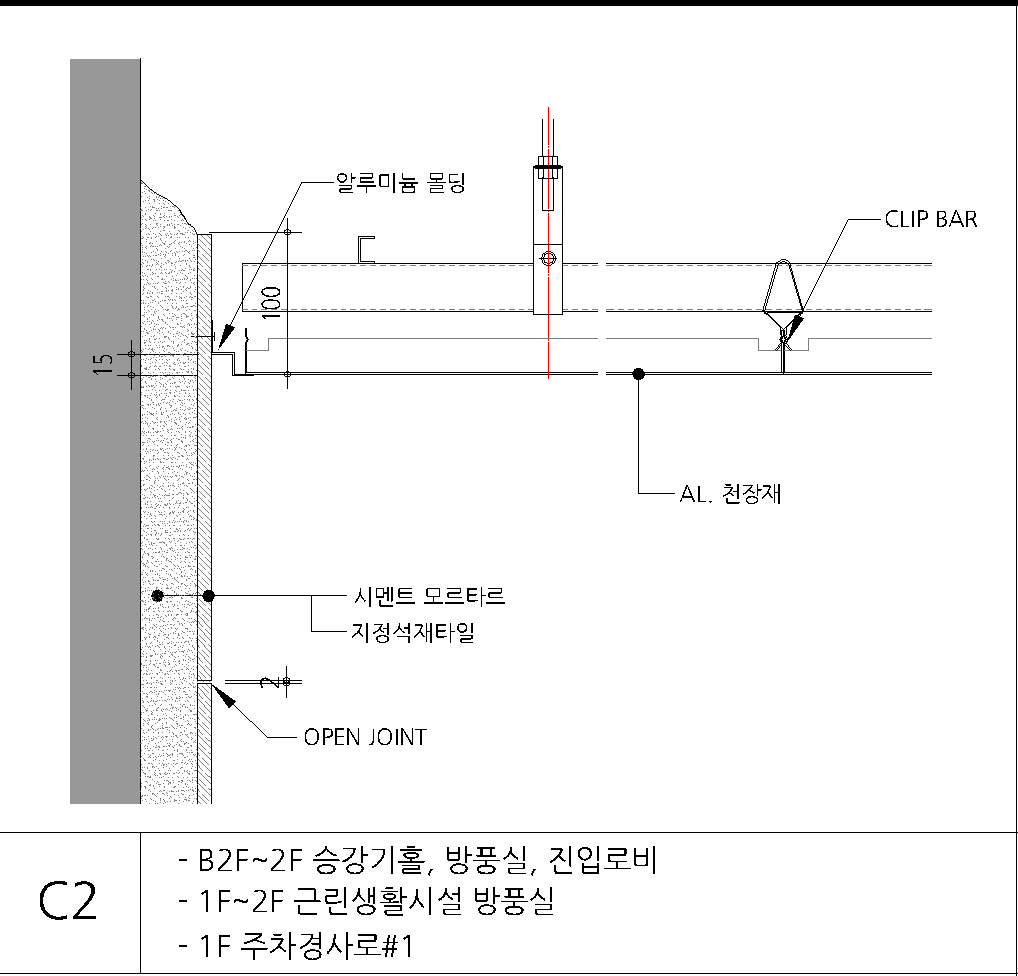 알루미늄 몰딩
CLIP BAR
100
15
AL. 천장재
시멘트 모르타르
지정석재타일
2
OPEN JOINT
C2
- B2F~2F 승강기홀, 방풍실, 진입로비
- 1F~2F 근린생활시설 방풍실
- 1F 주차경사로#1